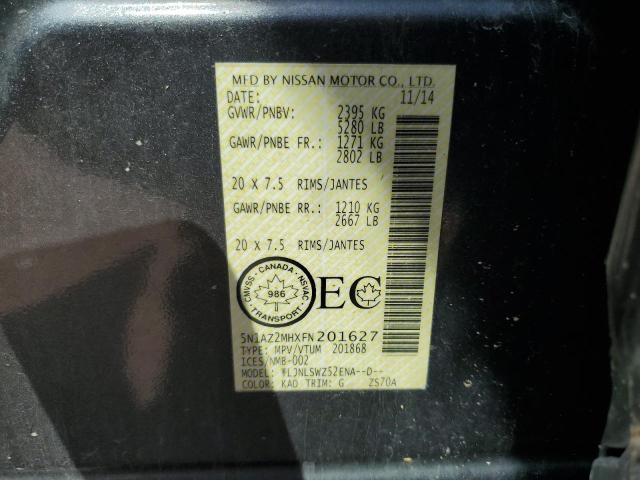 MFD BY NISSAN MOTOR CO., LTD.
DATE: 11/14
GVWR/PNBV: 2395 KG
5280 LB
GAWR/PNBE FR.: 1271 KG
2802 LB
20 X 7.5 RIMS/JANTES
GAWR/PNBE RR.: 1210 KG
2667 LB
20 X 7.5 RIMS/JANTES
CMVSS · CANADA · NSVAC
986
TRANSPORT
EC
5N1AZ2MHXFN201627
TYPE: MPV/VTUM 201868
ICES/NMB-002
MODEL: WLJNLSWZ52ENA--D--
COLOR: KAD TRIM: G ZS70A